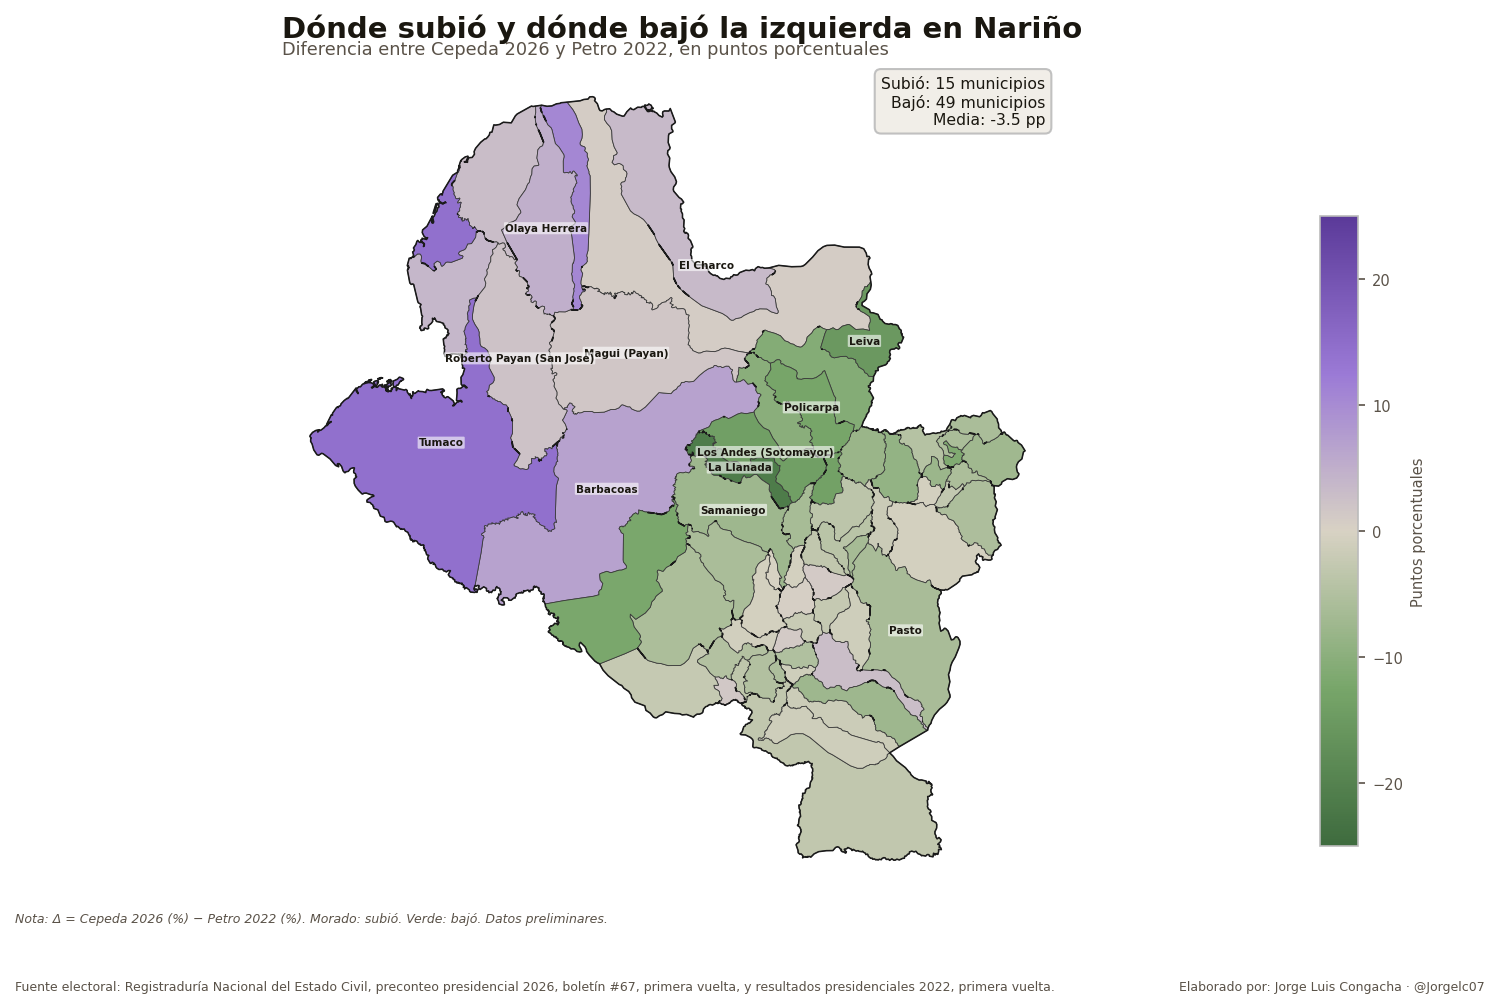 Dónde subió y dónde bajó la izquierda en Nariño
Diferencia entre Cepeda 2026 y Petro 2022, en puntos porcentuales
Subió: 15 municipios
Bajó: 49 municipios
Media: -3.5 pp
Olaya Herrera
El Charco
Leiva
Roberto Payan (San José)
Magui (Payan)
Policarpa
Tumaco
Los Andes (Sotomayor)
La Llanada
Barbacoas
Samaniego
Pasto
20
10
0
−10
−20
Puntos porcentuales
Nota: Δ = Cepeda 2026 (%) − Petro 2022 (%). Morado: subió. Verde: bajó. Datos preliminares.
Fuente electoral: Registraduría Nacional del Estado Civil, preconteo presidencial 2026, boletín #67, primera vuelta, y resultados presidenciales 2022, primera vuelta.
Elaborado por: Jorge Luis Congacha · @Jorgelc07